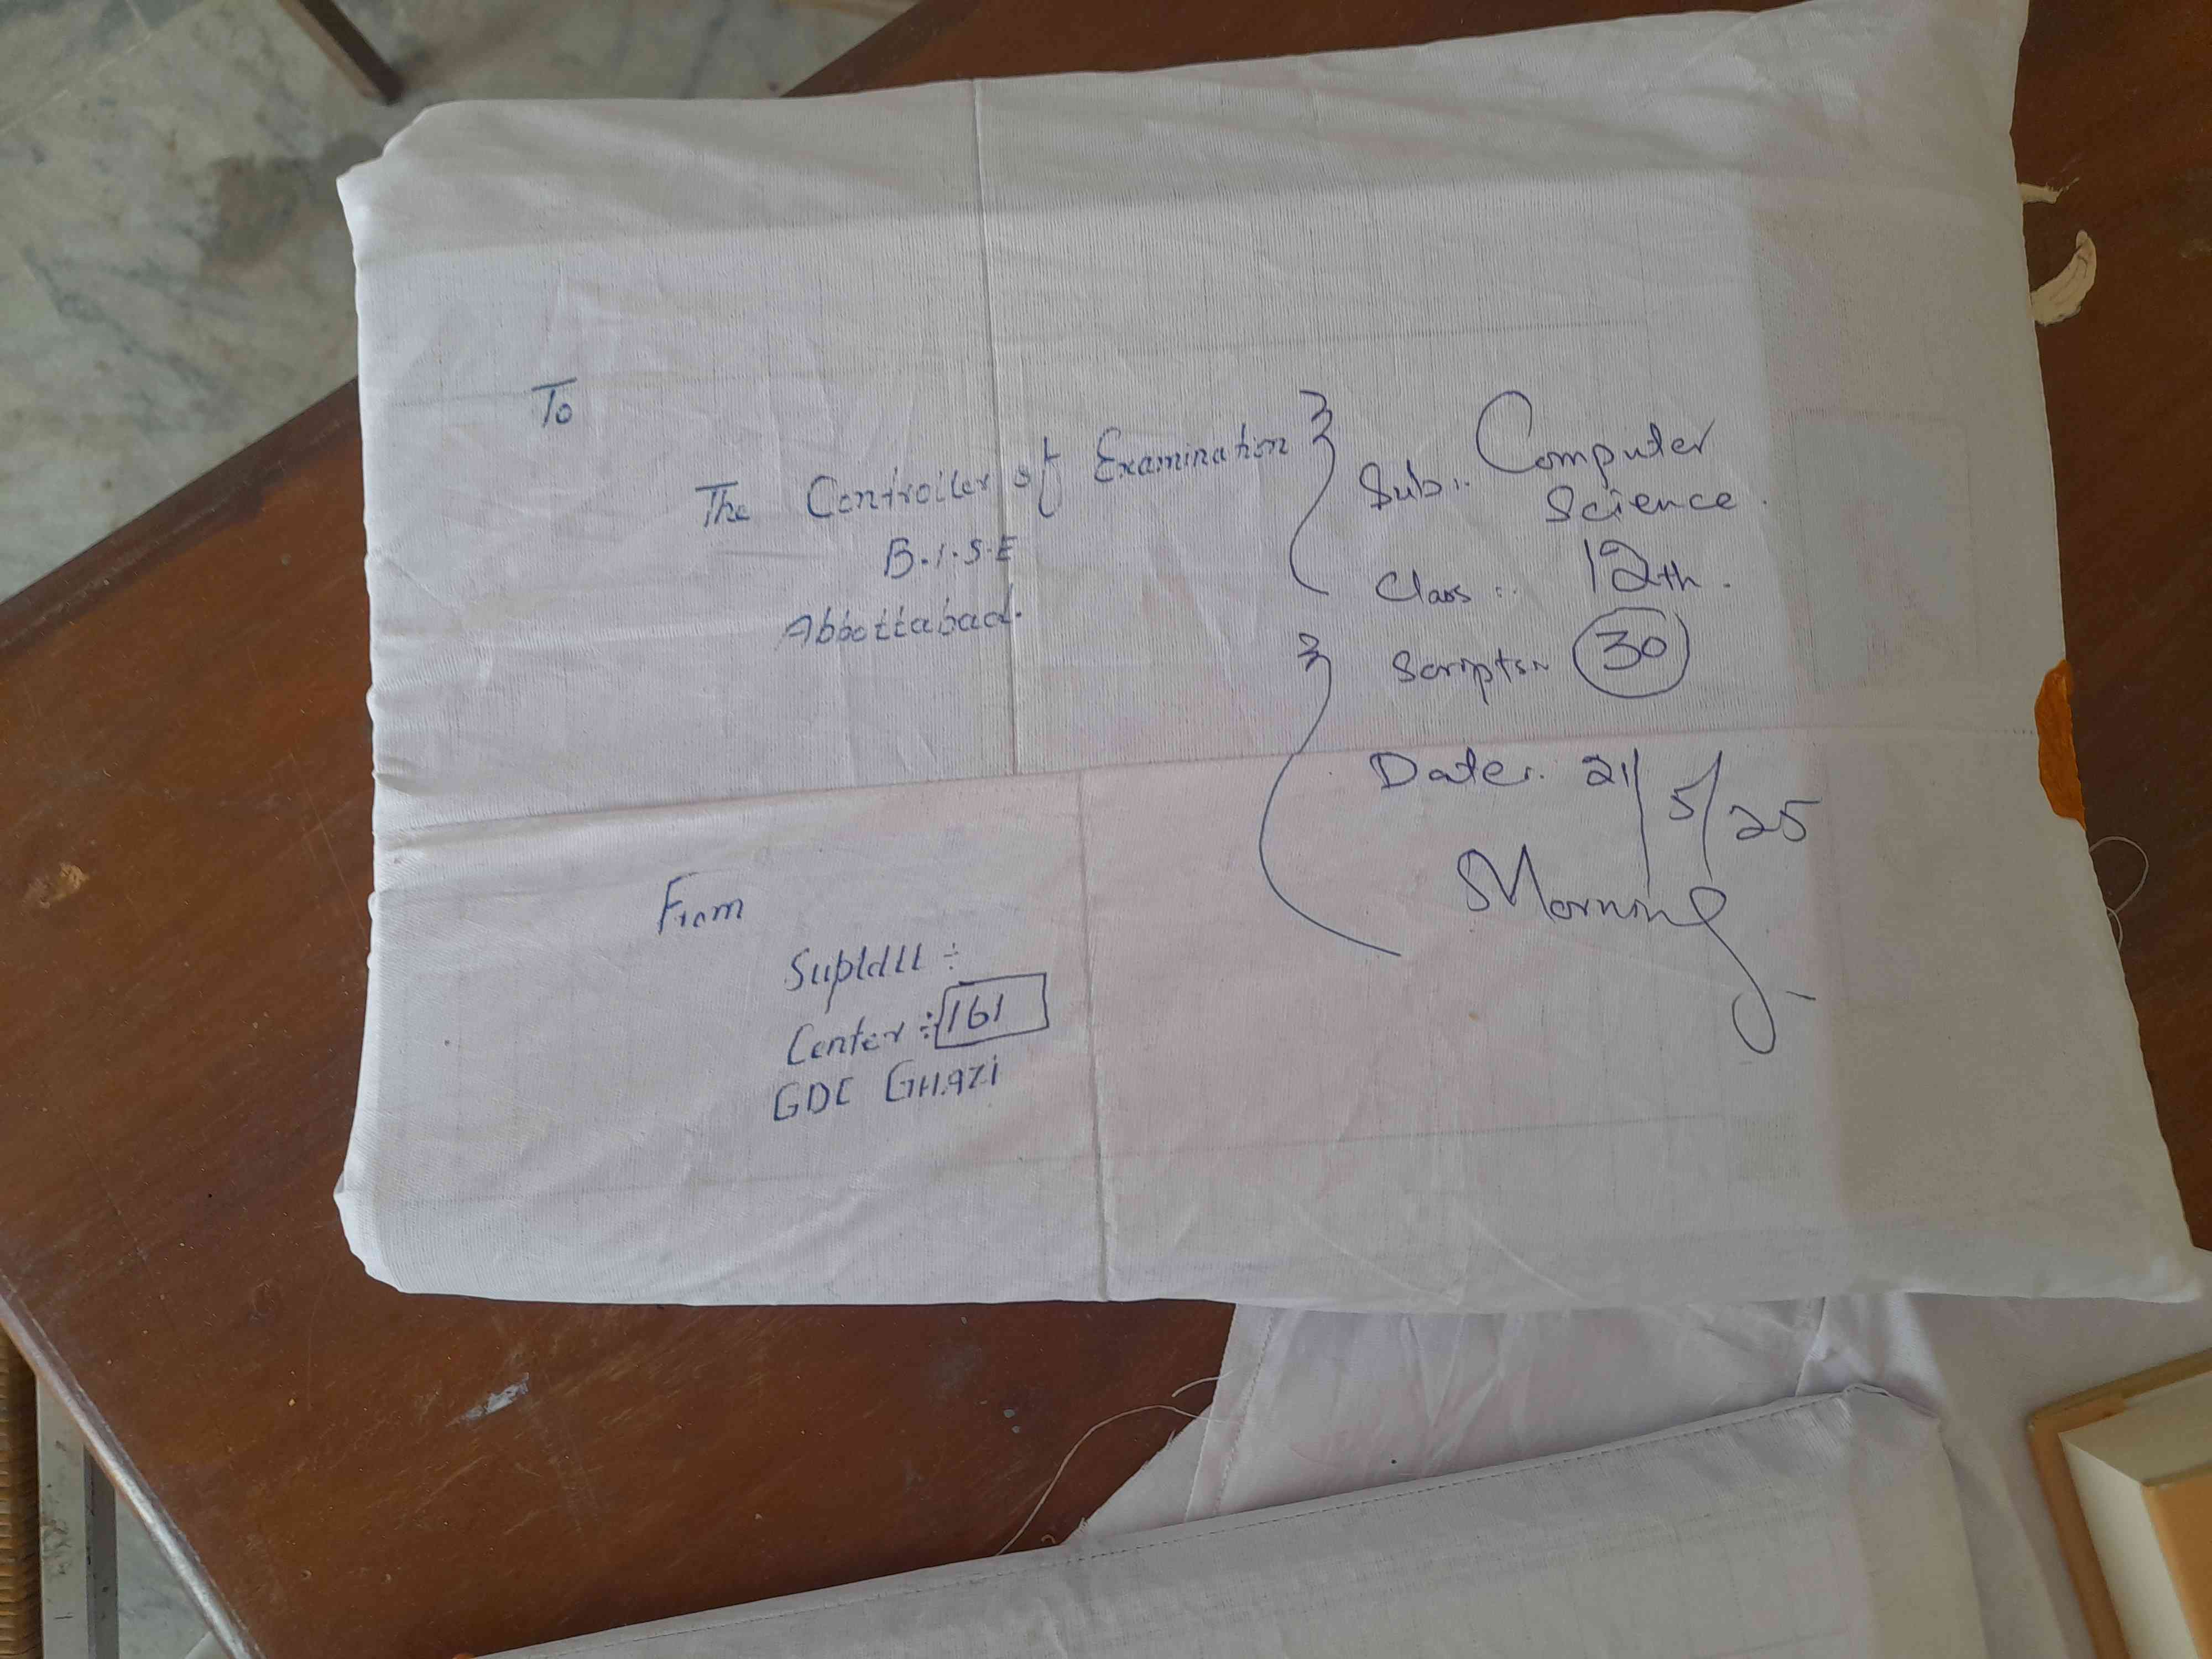 To
The Controller of Examination
B.I.S.E
Abbottabad.
Sub:. Computer
Science.
Class:. 12th.
Scripts:. 30
Date:. 21/5/25
Morning
From
Center ÷ 161
GDC GHAZi